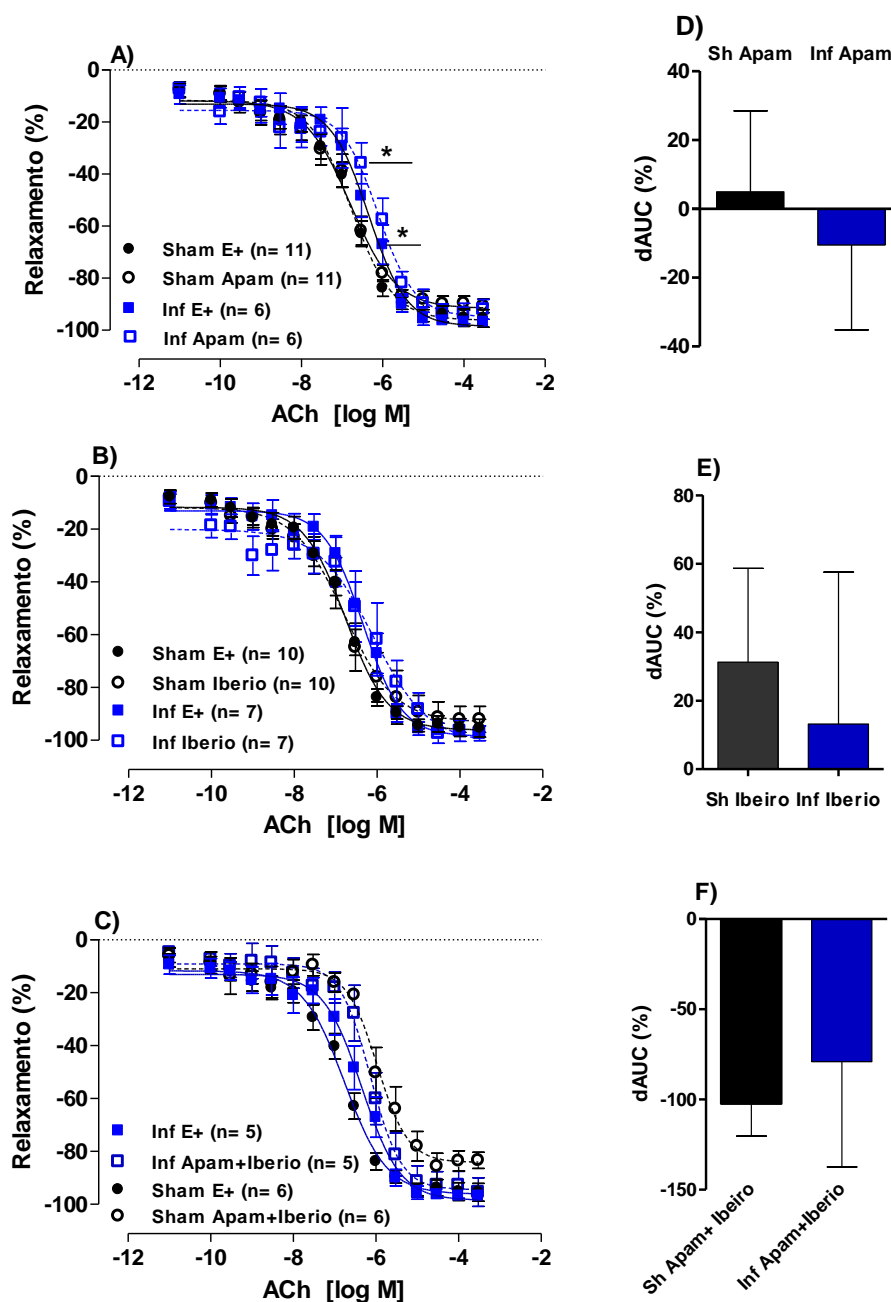 A)
0
-20
-40
-60
-80
-100
Relaxamento (%)
*
*
Sham E+ (n= 11)
Sham Apam (n= 11)
Inf E+ (n= 6)
Inf Apam (n= 6)
-12
-10
-8
-6
-4
-2
ACh [log M]
D)
Sh Apam
Inf Apam
40
20
0
-20
-40
dAUC (%)
B)
0
-20
-40
-60
-80
-100
Relaxamento (%)
Sham E+ (n= 10)
Sham Iberio (n= 10)
Inf E+ (n= 7)
Inf Iberio (n= 7)
-12
-10
-8
-6
-4
-2
ACh [log M]
E)
80
60
40
20
0
dAUC (%)
Sh Ibeiro
Inf Iberio
C)
0
-20
-40
-60
-80
-100
Relaxamento (%)
Inf E+ (n= 5)
Inf Apam+Iberio (n= 5)
Sham E+ (n= 6)
Sham Apam+Iberio (n= 6)
-12
-10
-8
-6
-4
-2
ACh [log M]
F)
0
-50
-100
-150
dAUC (%)
Sh Apam+ Ibeiro
Inf Apam+Iberio